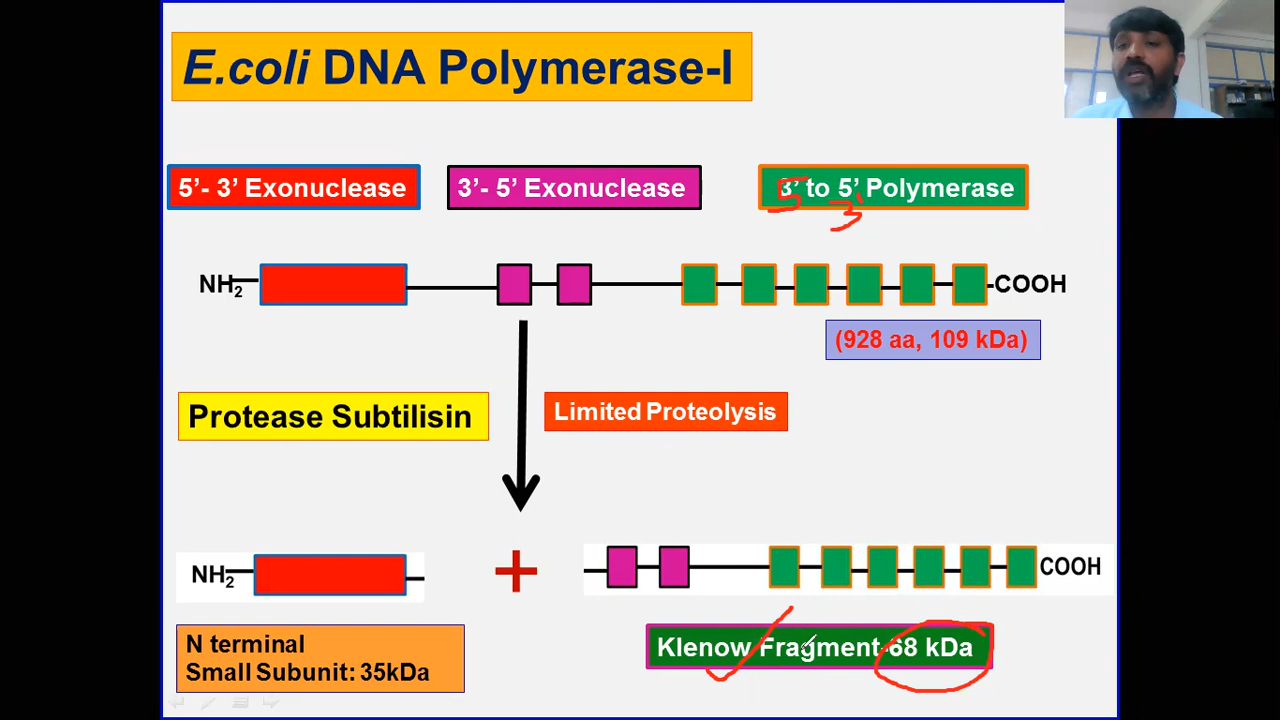 E.coli DNA Polymerase-I
5’- 3’ Exonuclease
3’- 5’ Exonuclease
3’ to 5’ Polymerase
5 3'
NH2
-COOH
(928 aa, 109 kDa)
Protease Subtilisin
Limited Proteolysis
NH2
+
COOH
N terminal
Small Subunit: 35kDa
Klenow Fragment-68 kDa